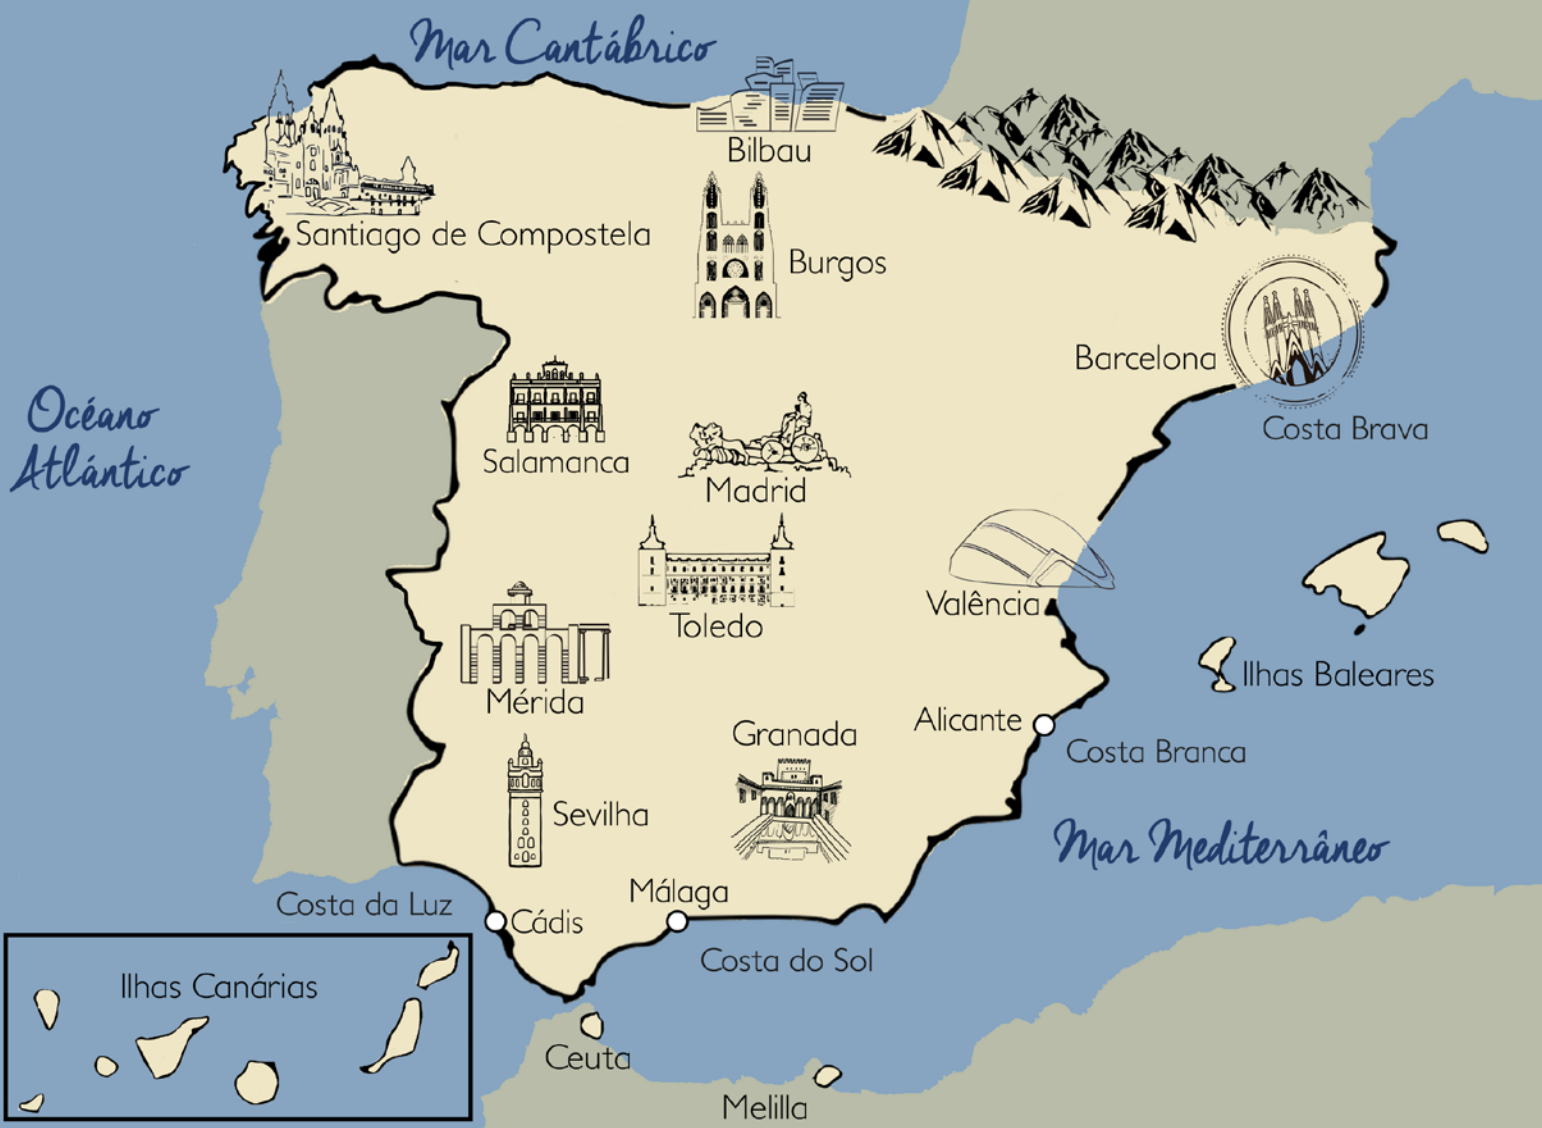 Mar Cantábrico
Bilbau
Santiago de Compostela
Burgos
Barcelona
Océano
Atlántico
Costa Brava
Salamanca
Madrid
Valência
Toledo
Ilhas Baleares
Mérida
Alicante
Granada
Costa Branca
Sevilha
Mar Mediterrâneo
Málaga
Costa da Luz
Cádis
Costa do Sol
Ilhas Canárias
Ceuta
Melilla